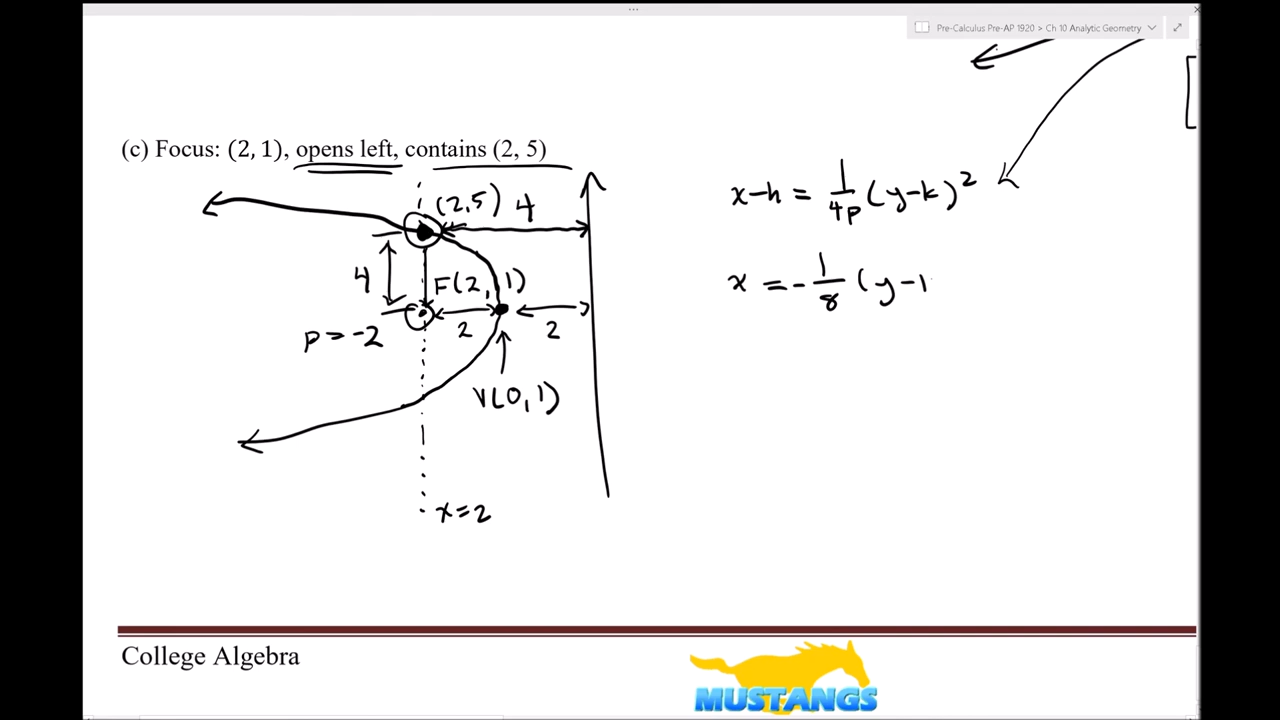 Pre-Calculus Pre-AP 1920 > Ch 10 Analytic Geometry
(c) Focus: (2, 1), opens left, contains (2, 5)
(2,5) 4
4
F(2, 1)
p = -2
2
2
V(0, 1)
x = 2
x-h = 1/4p (y-k)²
x = -1/8 (y-1
College Algebra
MUSTANGS